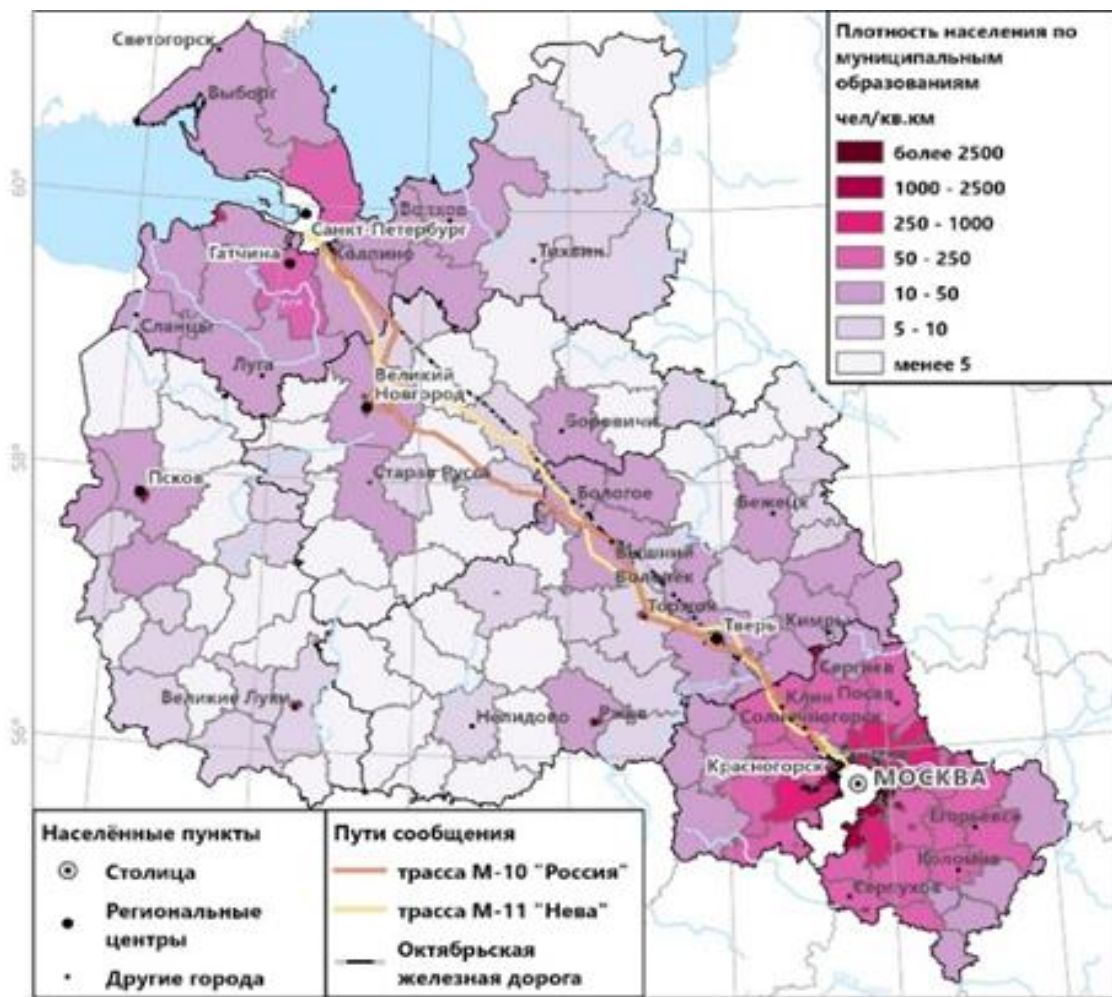 Светогорск
Выборг
60°
Волхов
Санкт-Петербург
Гатчина
Колпино
Тихвин
Сланцы
Луга
Великий
Новгород
Боровичи
58°
Псков
Старая Русса
Бологое
Бежецк
Вышний
Волочек
Торжок
Тверь
Кимры
Сергиев
Посад
Клин
Великие Луки
Нелидово
Ржев
Солнечногорск
56°
Красногорск
МОСКВА
Егорьевск
Коломна
Серпухов
Плотность населения по
муниципальным
образованиям
чел/кв.км
более 2500
1000 - 2500
250 - 1000
50 - 250
10 - 50
5 - 10
менее 5
Населённые пункты
Столица
Региональные
центры
Другие города
Пути сообщения
трасса М-10 "Россия"
трасса М-11 "Нева"
Октябрьская
железная дорога